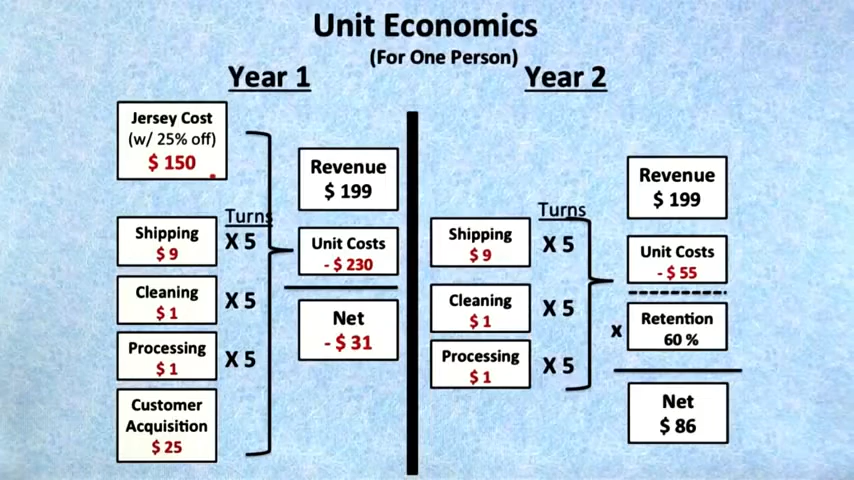 Unit Economics
(For One Person)
Year 1
Jersey Cost
(w/ 25% off)
$ 150
Turns
Shipping
$ 9
X 5
Cleaning
$ 1
X 5
Processing
$ 1
X 5
Customer
Acquisition
$ 25
Revenue
$ 199
Unit Costs
- $ 230
Net
- $ 31
Year 2
Turns
Shipping
$ 9
X 5
Cleaning
$ 1
X 5
Processing
$ 1
X 5
Revenue
$ 199
Unit Costs
- $ 55
x
Retention
60 %
Net
$ 86